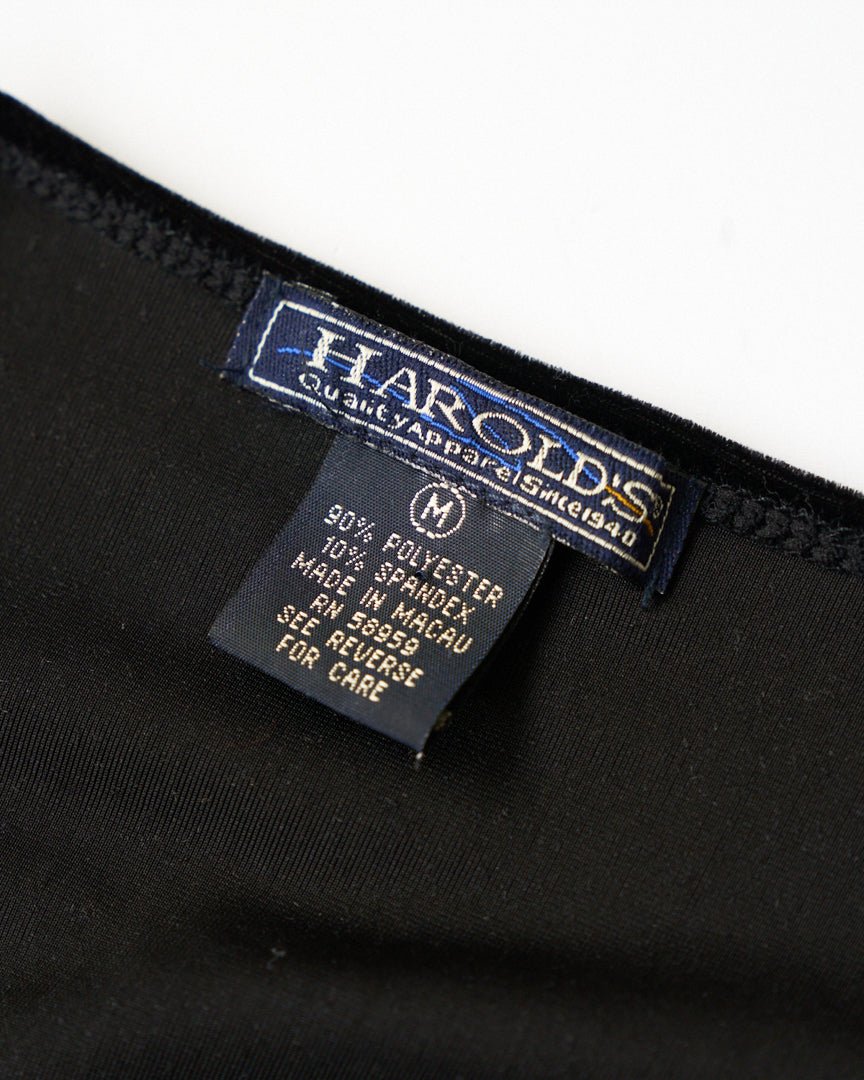 HAROLD'S
Quality Apparel Since 1940
M
90% POLYESTER
10% SPANDEX
MADE IN MACAU
RN 58959
SEE REVERSE
FOR CARE